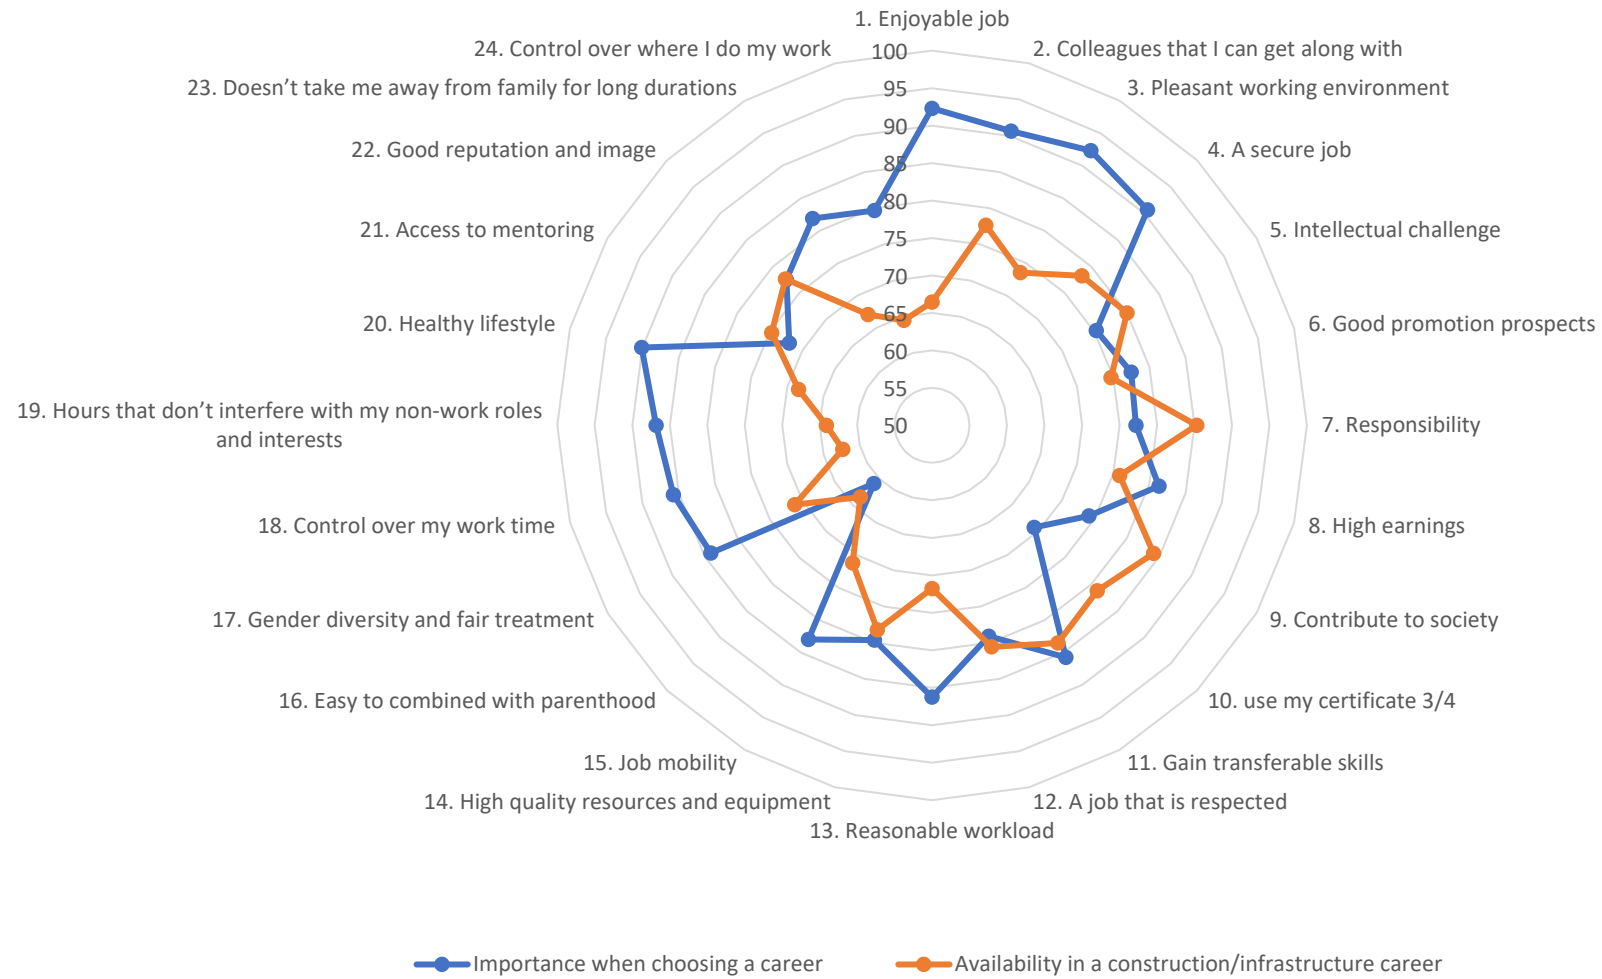 1. Enjoyable job
2. Colleagues that I can get along with
3. Pleasant working environment
4. A secure job
5. Intellectual challenge
6. Good promotion prospects
7. Responsibility
8. High earnings
9. Contribute to society
10. use my certificate 3/4
11. Gain transferable skills
12. A job that is respected
13. Reasonable workload
14. High quality resources and equipment
15. Job mobility
16. Easy to combined with parenthood
17. Gender diversity and fair treatment
18. Control over my work time
19. Hours that don’t interfere with my non-work roles
and interests
20. Healthy lifestyle
21. Access to mentoring
22. Good reputation and image
23. Doesn’t take me away from family for long durations
24. Control over where I do my work
100
95
90
85
80
75
70
65
60
55
50
Importance when choosing a career
Availability in a construction/infrastructure career